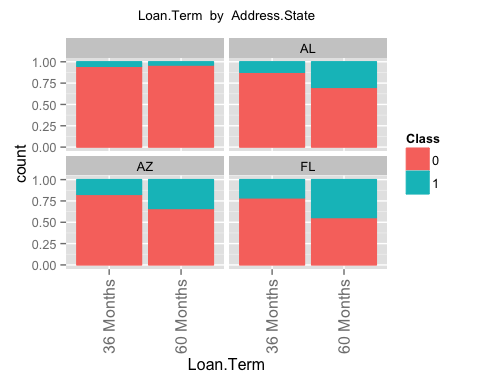 Loan.Term by Address.State
AL
1.00
0.75
0.50
0.25
0.00
AZ
FL
1.00
0.75
0.50
0.25
0.00
count
36 Months
60 Months
36 Months
60 Months
Loan.Term
Class
0
1